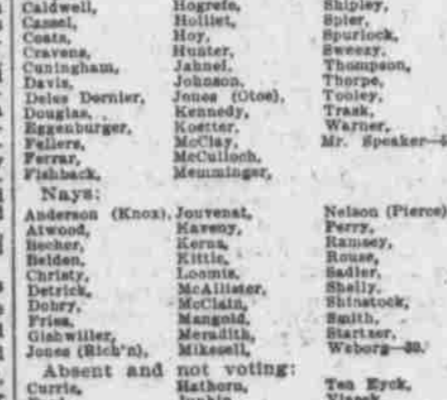 Caldwell, Hogrefe, Shipley,
Cassel, Holliet, Spier,
Coats, Hoy, Spurlock,
Cravens, Hunter, Sweezy,
Cuningham, Jahnel, Thompson,
Davis, Johnson, Thorpe,
Deles Dernier, Jones (Otoe), Tooley,
Douglas, Kennedy, Trask,
Eggenburger, Koetter, Warner,
Fellers, McClay, Mr. Speaker
Ferrar, McCulloch,
Fishback, Memminger,
Nays:
Anderson (Knox), Jouvenat, Nelson (Pierce)
Atwood, Kaveny, Perry,
Becher, Kerns, Ramsey,
Belden, Kittle, Rouse,
Christy, Loomis, Sadler,
Detrick, McAllister, Shelly,
Dobry, McClain, Shinstock,
Fries, Mangold, Smith,
Gishwiller, Meradith, Startzer,
Jones (Rich'n), Mikesell, Weborg—30.
Absent and not voting:
Currie, Hathorn, Ten Eyck,